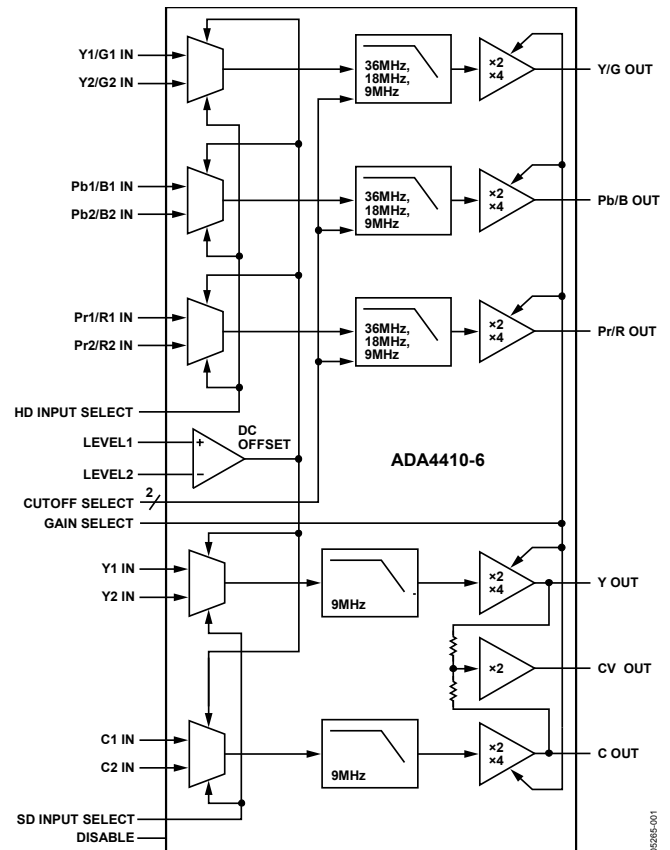 Y1/G1 IN
Y2/G2 IN
36MHz,
18MHz,
9MHz
×2
×4
Y/G OUT
Pb1/B1 IN
Pb2/B2 IN
36MHz,
18MHz,
9MHz
×2
×4
Pb/B OUT
Pr1/R1 IN
Pr2/R2 IN
36MHz,
18MHz,
9MHz
×2
×4
Pr/R OUT
HD INPUT SELECT
LEVEL1
+
DC
OFFSET
LEVEL2
−
ADA4410-6
CUTOFF SELECT
2
GAIN SELECT
Y1 IN
Y2 IN
9MHz
×2
×4
Y OUT
×2
CV OUT
C1 IN
C2 IN
9MHz
×2
×4
C OUT
SD INPUT SELECT
DISABLE
05265-001